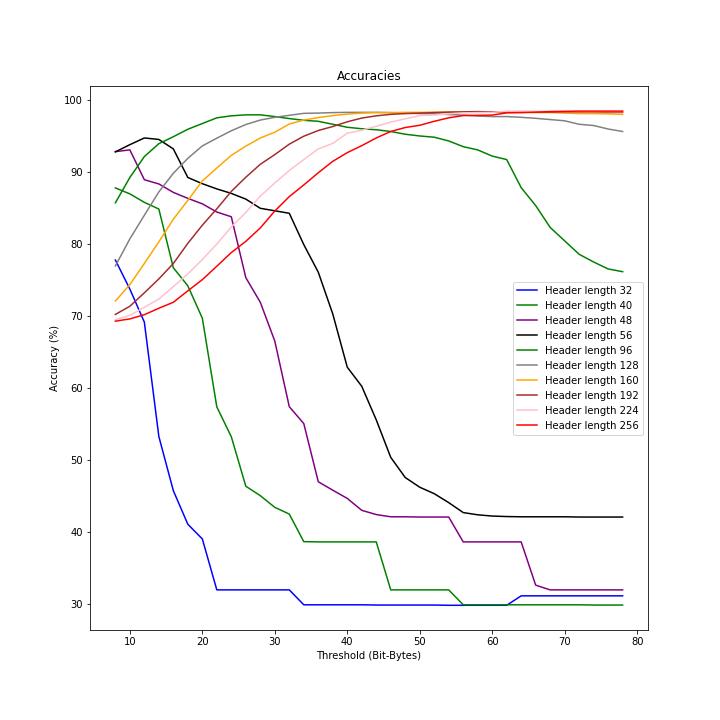 Accuracies
100
90
80
70
60
50
40
30
Accuracy (%)
10 20 30 40 50 60 70 80
Threshold (Bit-Bytes)
Header length 32
Header length 40
Header length 48
Header length 56
Header length 96
Header length 128
Header length 160
Header length 192
Header length 224
Header length 256